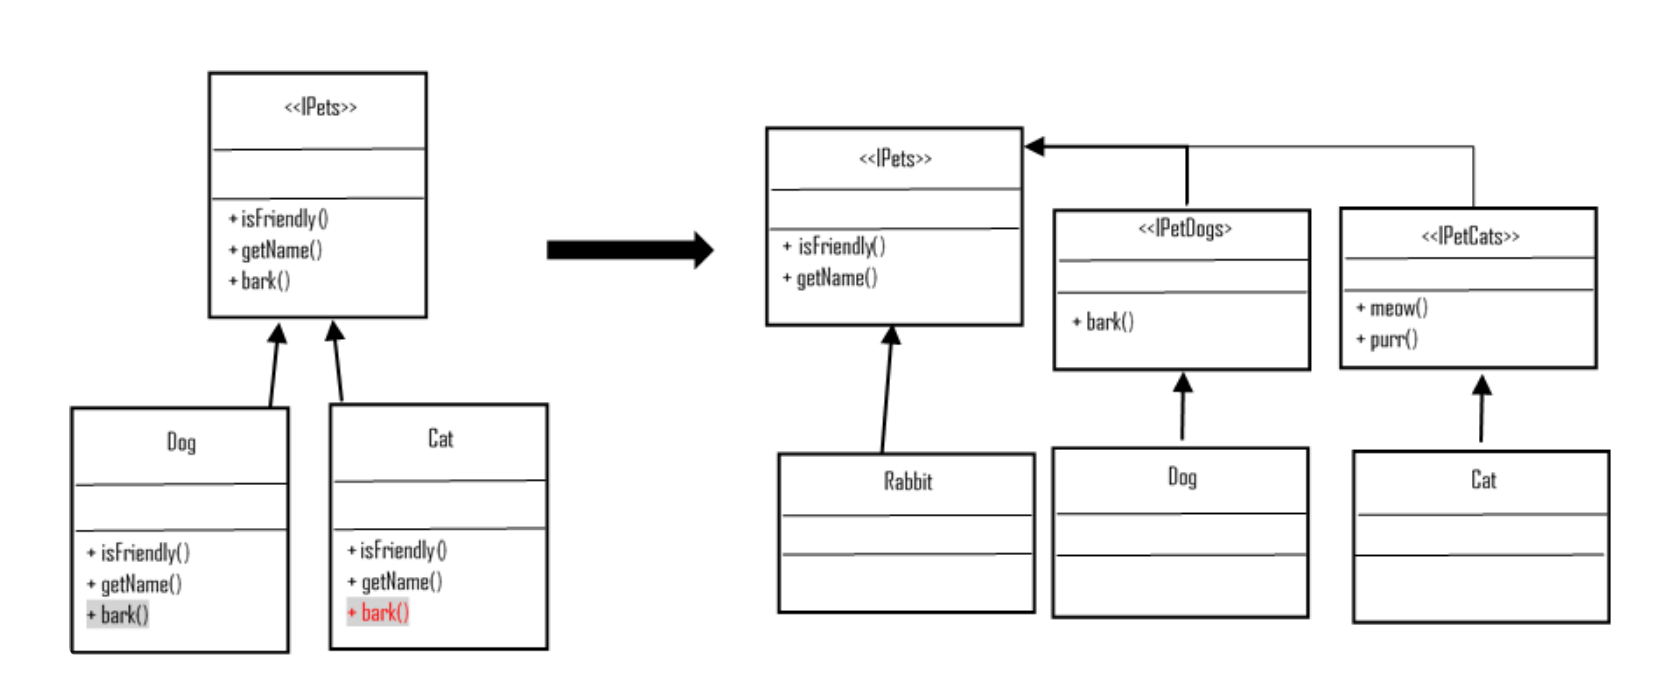 <<IPets>>
+ isFriendly()
+ getName()
+ bark()
Dog
+ isFriendly()
+ getName()
+ bark()
Cat
+ isFriendly()
+ getName()
+ bark()
<<IPets>>
+ isFriendly()
+ getName()
<<IPetDogs>
+ bark()
<<IPetCats>>
+ meow()
+ purr()
Rabbit
Dog
Cat